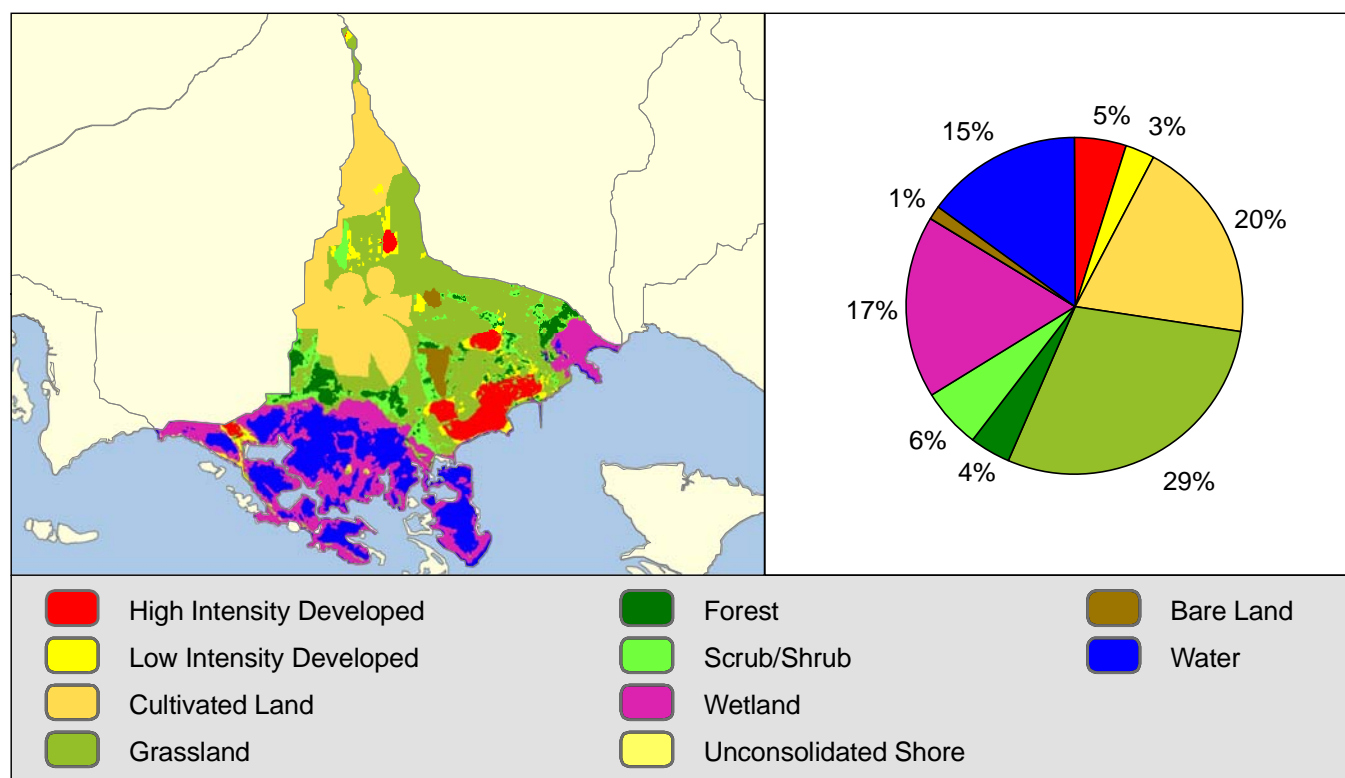 5%
3%
20%
29%
4%
6%
17%
1%
15%
High Intensity Developed
Low Intensity Developed
Cultivated Land
Grassland
Forest
Scrub/Shrub
Wetland
Unconsolidated Shore
Bare Land
Water